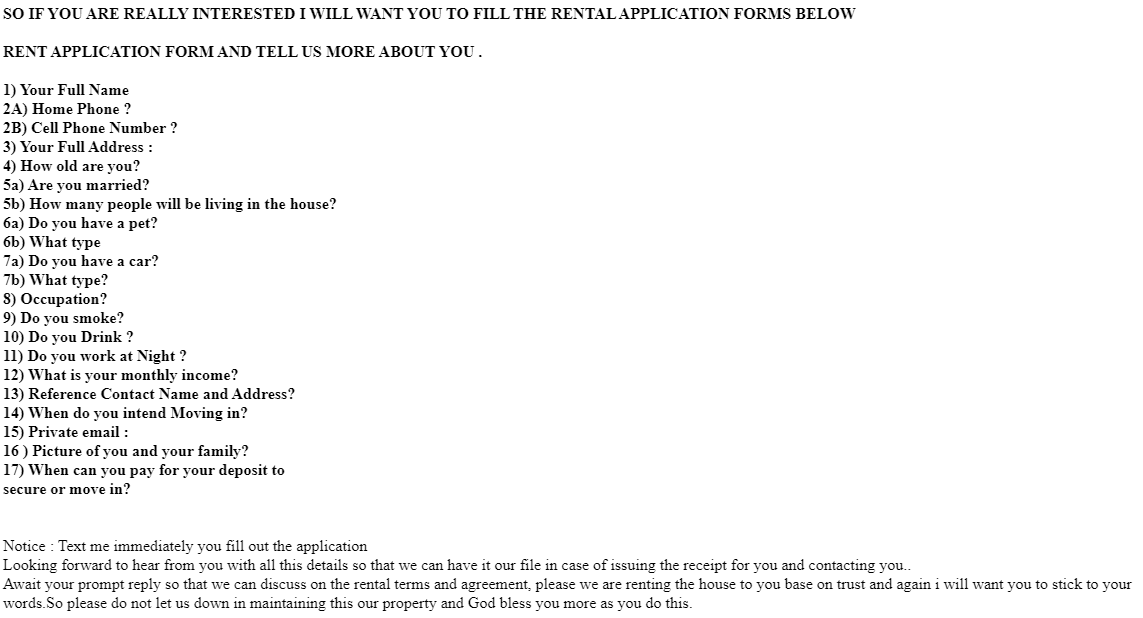 SO IF YOU ARE REALLY INTERESTED I WILL WANT YOU TO FILL THE RENTAL APPLICATION FORMS BELOW
RENT APPLICATION FORM AND TELL US MORE ABOUT YOU .
1) Your Full Name
2A) Home Phone ?
2B) Cell Phone Number ?
3) Your Full Address :
4) How old are you?
5a) Are you married?
5b) How many people will be living in the house?
6a) Do you have a pet?
6b) What type
7a) Do you have a car?
7b) What type?
8) Occupation?
9) Do you smoke?
10) Do you Drink ?
11) Do you work at Night ?
12) What is your monthly income?
13) Reference Contact Name and Address?
14) When do you intend Moving in?
15) Private email :
16 ) Picture of you and your family?
17) When can you pay for your deposit to
secure or move in?
Notice : Text me immediately you fill out the application
Looking forward to hear from you with all this details so that we can have it our file in case of issuing the receipt for you and contacting you..
Await your prompt reply so that we can discuss on the rental terms and agreement, please we are renting the house to you base on trust and again i will want you to stick to your
words.So please do not let us down in maintaining this our property and God bless you more as you do this.